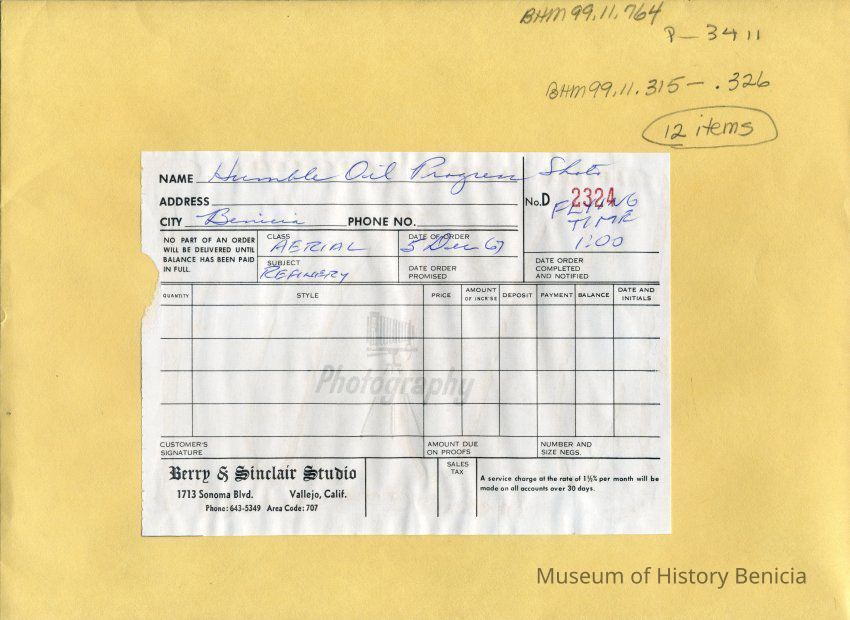 BHM99.11.764
P-3411
BHM99.11.315-.326
12 items
NAME Humble Oil Progress Shots
ADDRESS
No.D 2324
FLYING TIME 1:00
CITY Benicia PHONE NO.
NO PART OF AN ORDER
WILL BE DELIVERED UNTIL
BALANCE HAS BEEN PAID
IN FULL.
CLASS
AERIAL
SUBJECT
REFINERY
DATE OF ORDER
5 Dec 67
DATE ORDER
PROMISED
DATE ORDER
COMPLETED
AND NOTIFIED
QUANTITY STYLE PRICE AMOUNT OF INCR'SE DEPOSIT PAYMENT BALANCE DATE AND INITIALS
Photography
CUSTOMER'S
SIGNATURE
AMOUNT DUE
ON PROOFS
NUMBER AND
SIZE NEGS.
Berry & Sinclair Studio
1713 Sonoma Blvd. Vallejo, Calif.
Phone: 643-5349 Area Code: 707
SALES
TAX
A service charge at the rate of 1½% per month will be
made on all accounts over 30 days.
Museum of History Benicia